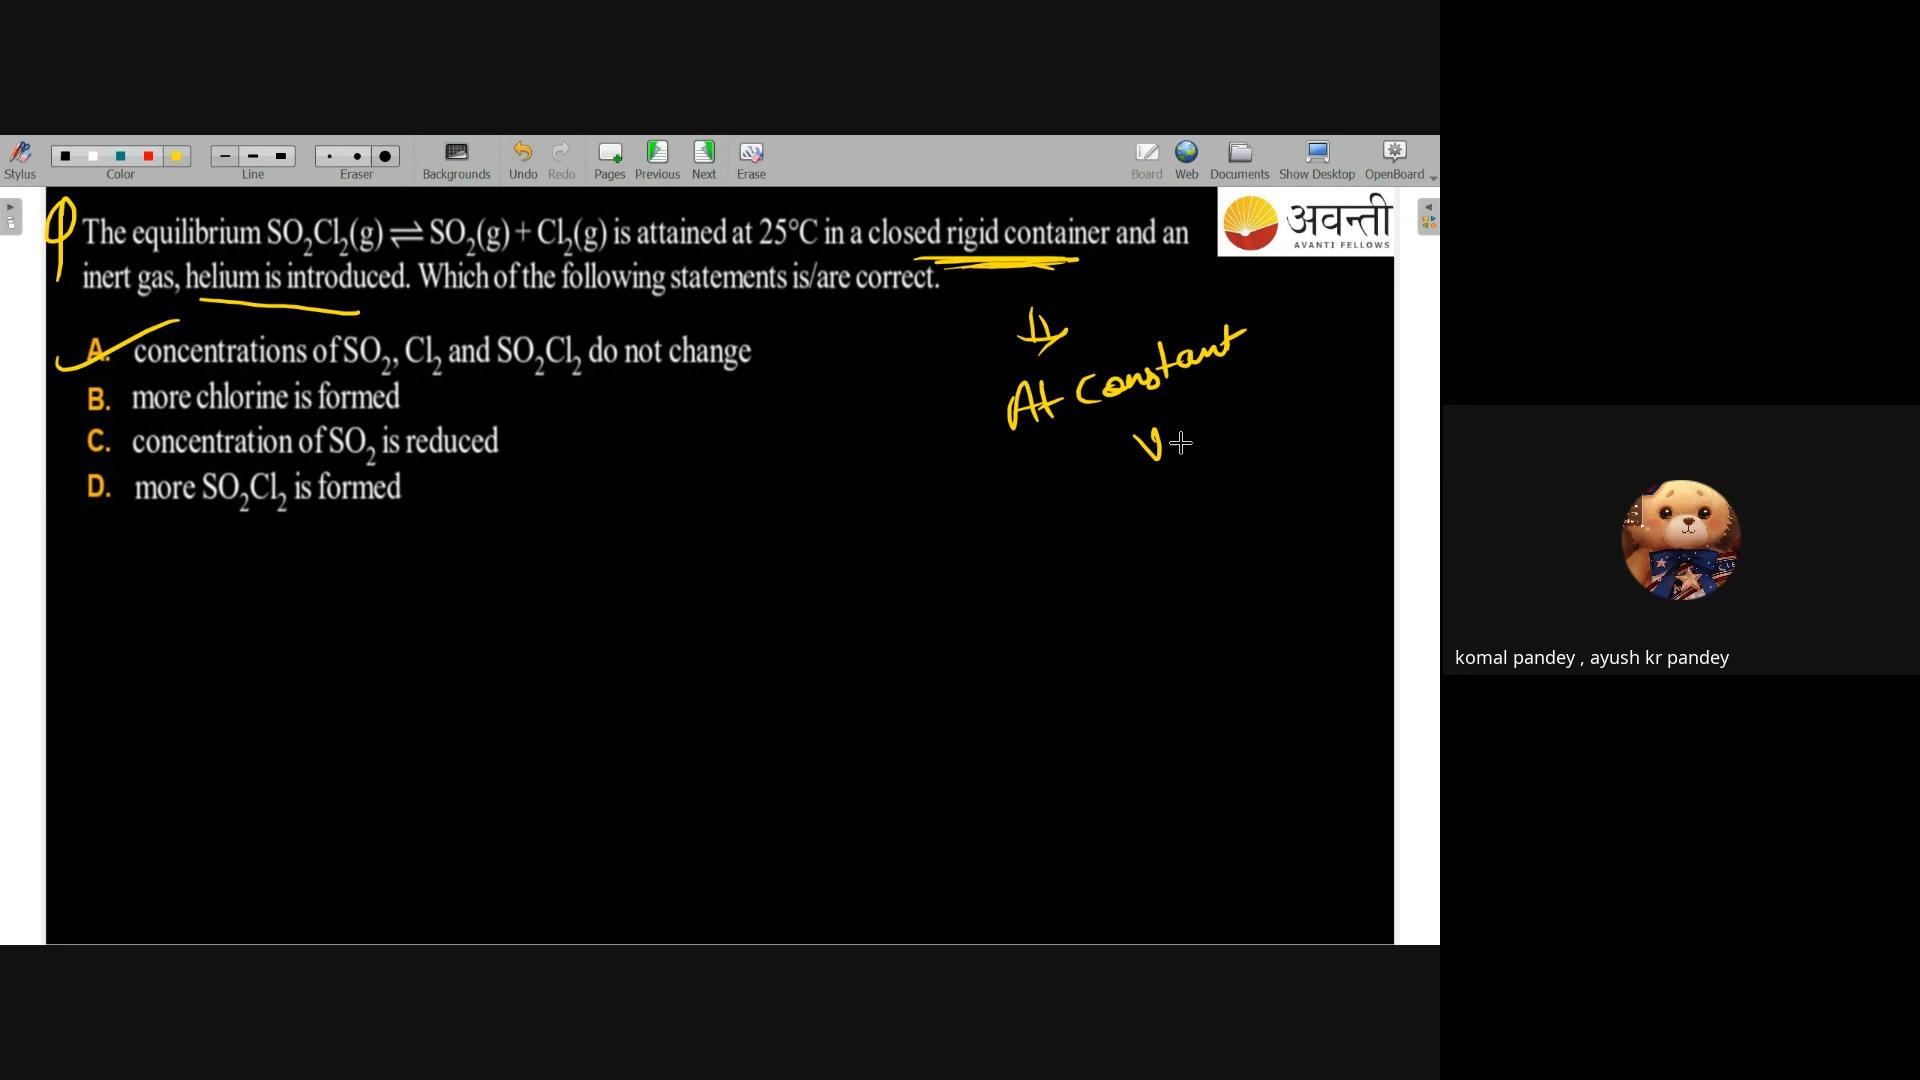 Stylus
Color
Line
Eraser
Backgrounds
Undo
Redo
Pages
Previous
Next
Erase
Board
Web
Documents
Show Desktop
OpenBoard
The equilibrium SO₂Cl₂(g) ⇌ SO₂(g) + Cl₂(g) is attained at 25°C in a closed rigid container and an
inert gas, helium is introduced. Which of the following statements is/are correct.
अवन्ती
AVANTI FELLOWS
A. concentrations of SO₂, Cl₂ and SO₂Cl₂ do not change
B. more chlorine is formed
C. concentration of SO₂ is reduced
D. more SO₂Cl₂ is formed
At Constant
V
komal pandey , ayush kr pandey